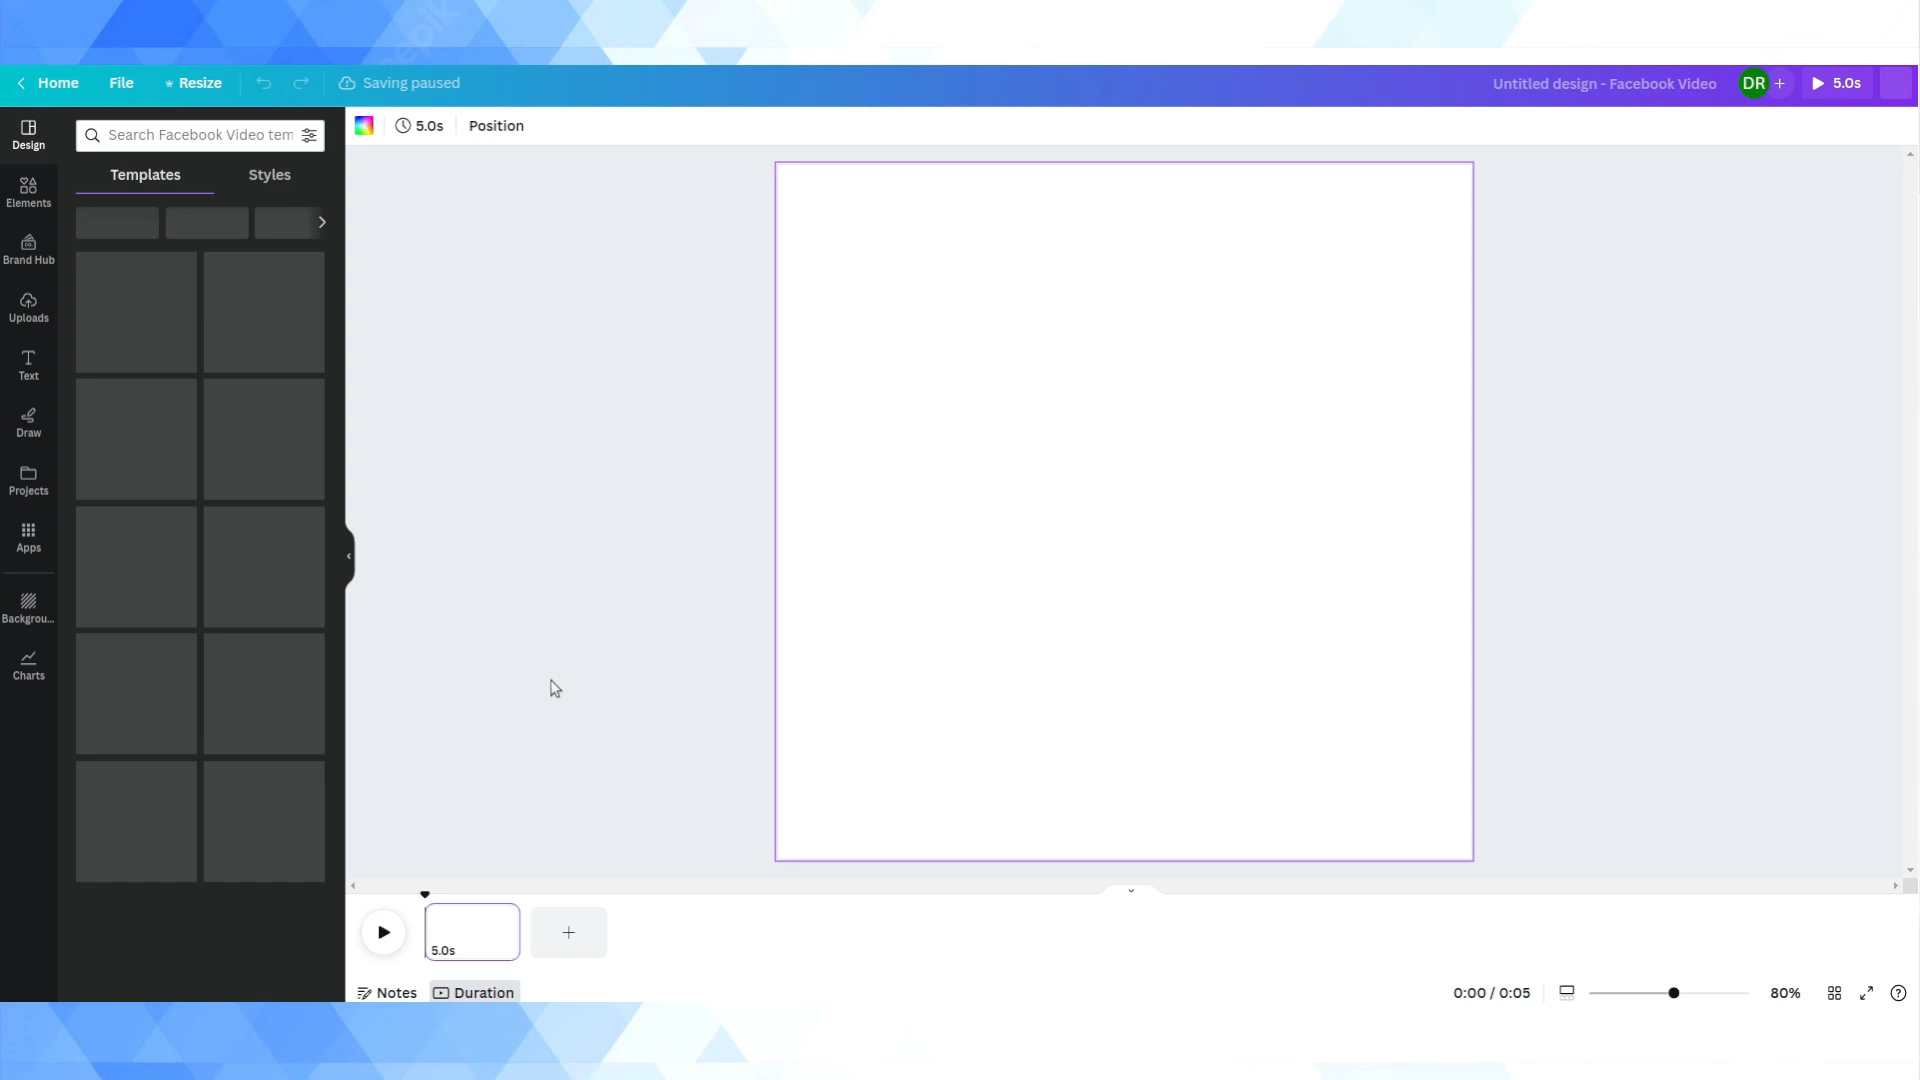 Home
File
Resize
Saving paused
Untitled design - Facebook Video
DR
5.0s
Design
Search Facebook Video tem
5.0s
Position
Templates
Styles
Elements
Brand Hub
Uploads
Text
Draw
Projects
Apps
Backgrou...
Charts
5.0s
Notes
Duration
0:00 / 0:05
80%